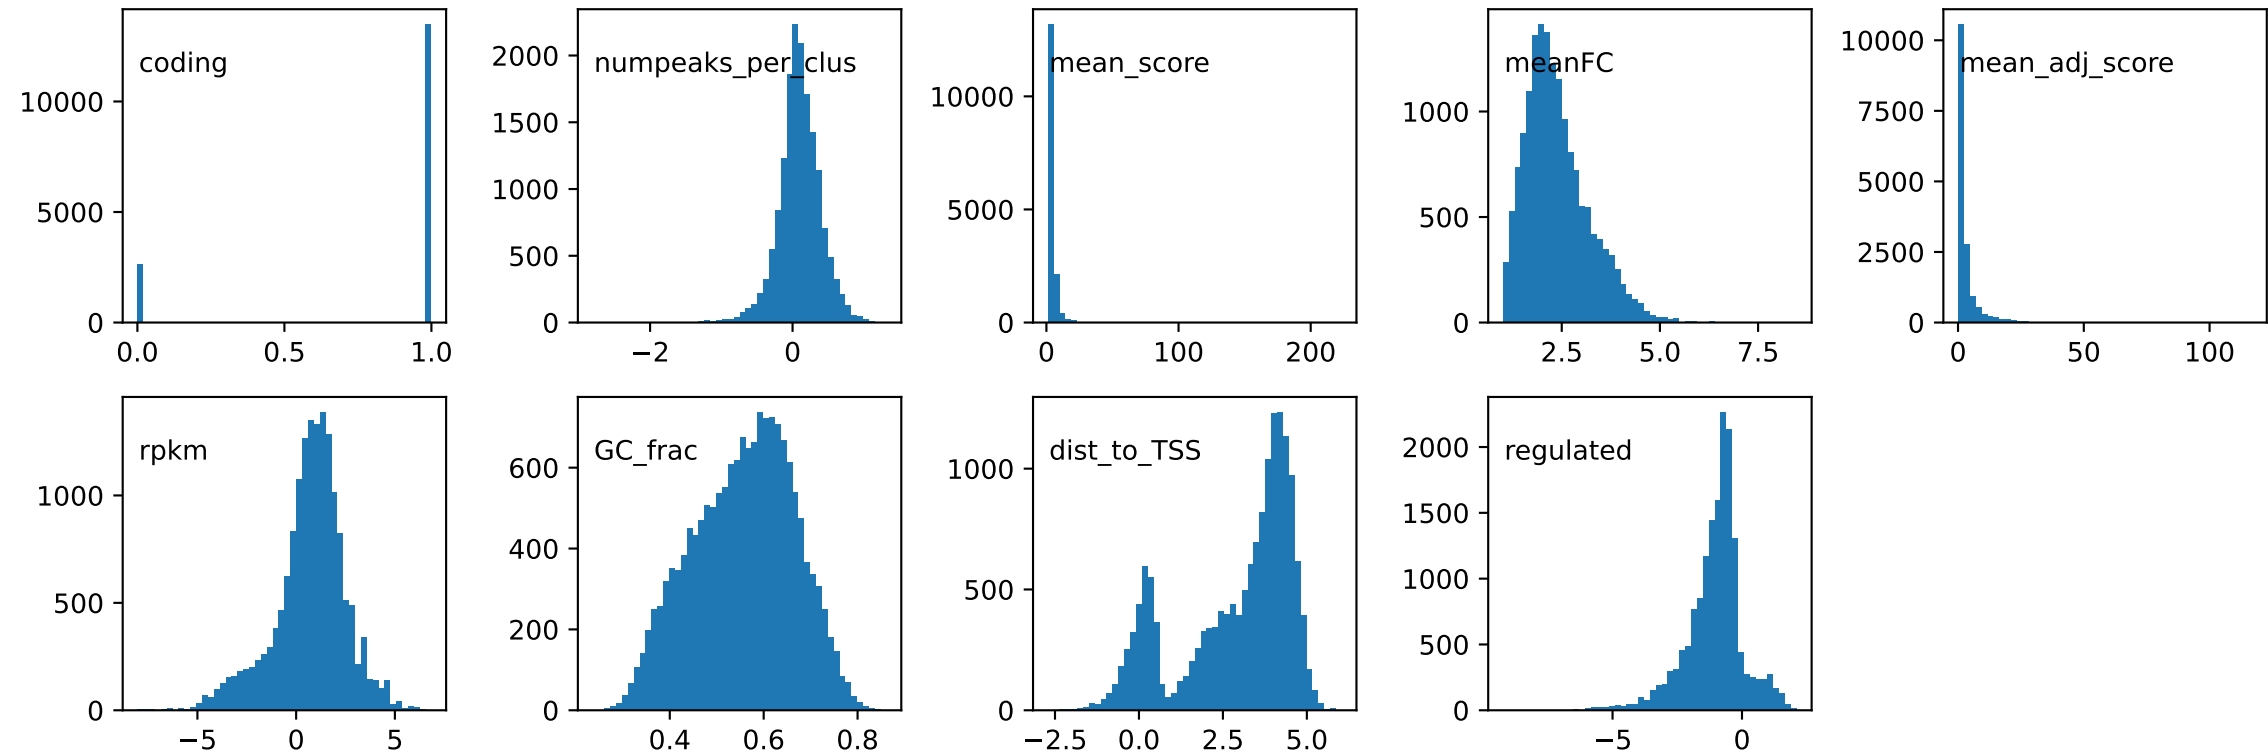 coding
0
5000
10000
0.0 0.5 1.0
numpeaks_per_clus
0
500
1000
1500
2000
−2 0
mean_score
0
5000
10000
0 100 200
meanFC
0
500
1000
2.5 5.0 7.5
mean_adj_score
0
2500
5000
7500
10000
0 50 100
rpkm
0
500
1000
−5 0 5
GC_frac
0
200
400
600
0.4 0.6 0.8
dist_to_TSS
0
500
1000
−2.5 0.0 2.5 5.0
regulated
0
500
1000
1500
2000
−5 0